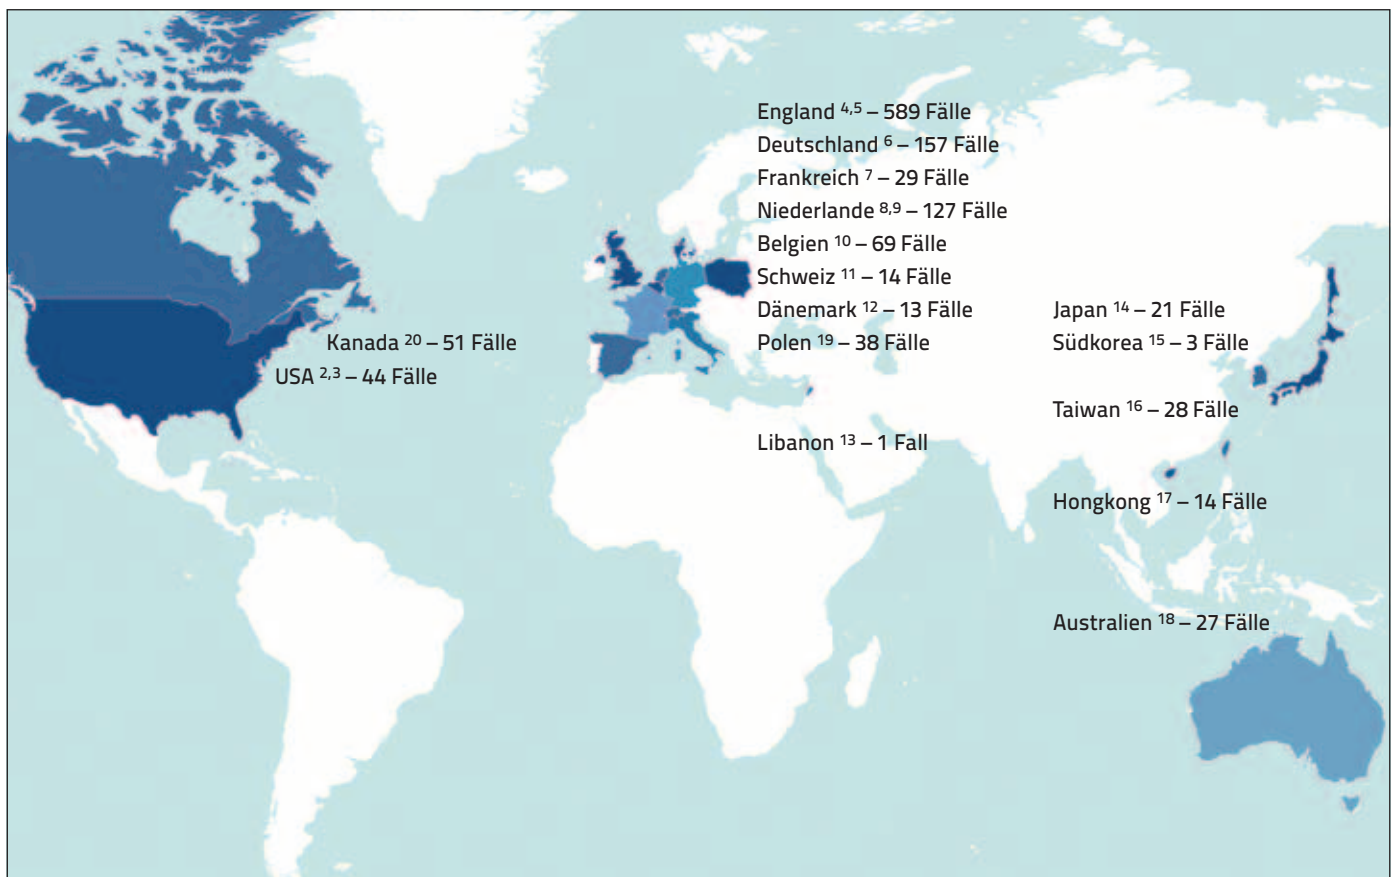 England 4,5 – 589 Fälle
Deutschland 6 – 157 Fälle
Frankreich 7 – 29 Fälle
Niederlande 8,9 – 127 Fälle
Belgien 10 – 69 Fälle
Schweiz 11 – 14 Fälle
Dänemark 12 – 13 Fälle
Polen 19 – 38 Fälle
Libanon 13 – 1 Fall
Kanada 20 – 51 Fälle
USA 2,3 – 44 Fälle
Japan 14 – 21 Fälle
Südkorea 15 – 3 Fälle
Taiwan 16 – 28 Fälle
Hongkong 17 – 14 Fälle
Australien 18 – 27 Fälle